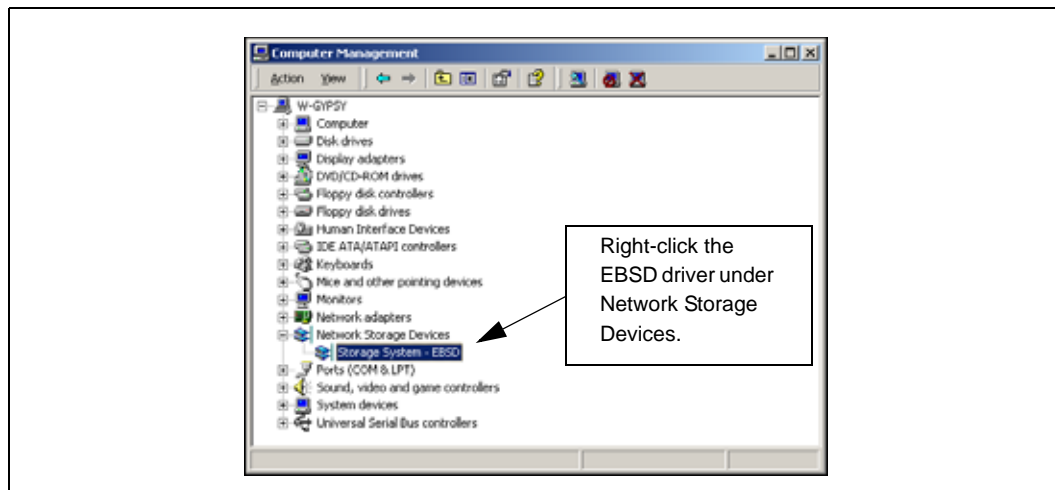 Computer Management
Action View
W-GYPSY
Computer
Disk drives
Display adapters
DVD/CD-ROM drives
Floppy disk controllers
Floppy disk drives
Human Interface Devices
IDE ATA/ATAPI controllers
Keyboards
Mice and other pointing devices
Monitors
Network adapters
Network Storage Devices
Storage System - EBSD
Ports (COM & LPT)
Sound, video and game controllers
System devices
Universal Serial Bus controllers
Right-click the
EBSD driver under
Network Storage
Devices.